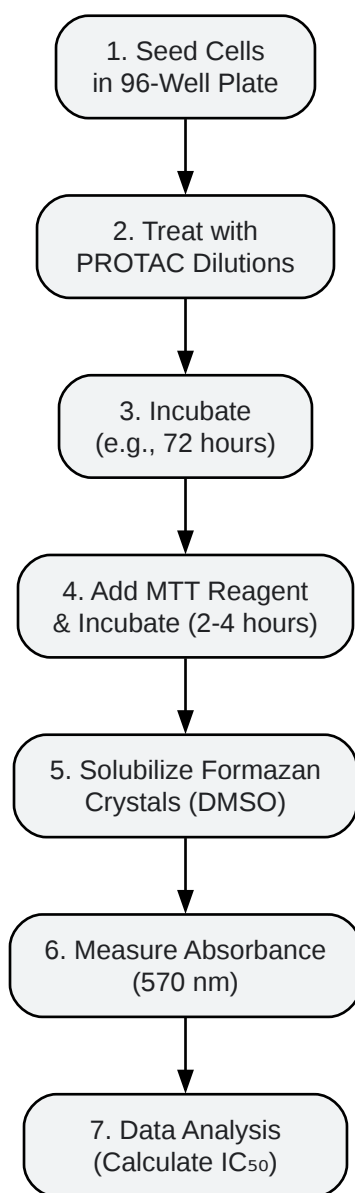 1. Seed Cells
in 96-Well Plate
2. Treat with
PROTAC Dilutions
3. Incubate
(e.g., 72 hours)
4. Add MTT Reagent
& Incubate (2-4 hours)
5. Solubilize Formazan
Crystals (DMSO)
6. Measure Absorbance
(570 nm)
7. Data Analysis
(Calculate IC₅₀)